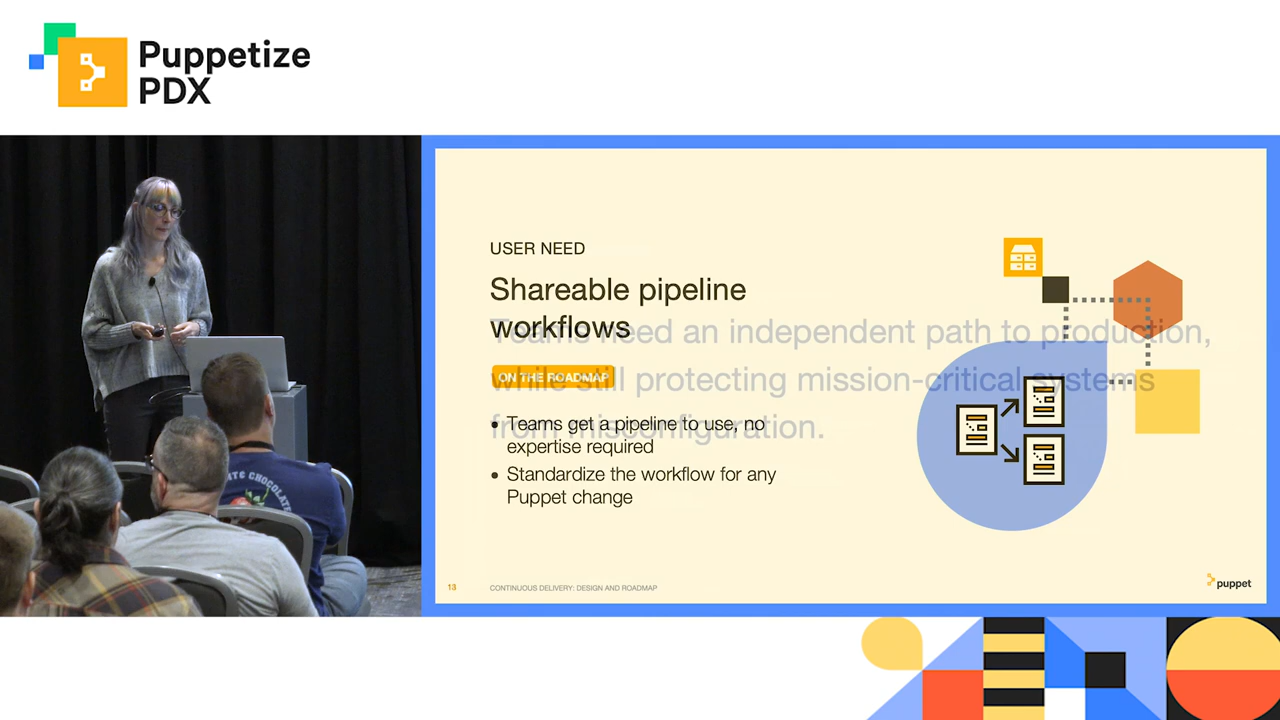 Puppetize
PDX
USER NEED
Shareable pipeline
workflows
Teams need an independent path to production,
while still protecting mission-critical systems
from misconfiguration.
ON THE ROADMAP
• Teams get a pipeline to use, no
expertise required
• Standardize the workflow for any
Puppet change
13
CONTINUOUS DELIVERY: DESIGN AND ROADMAP
puppet